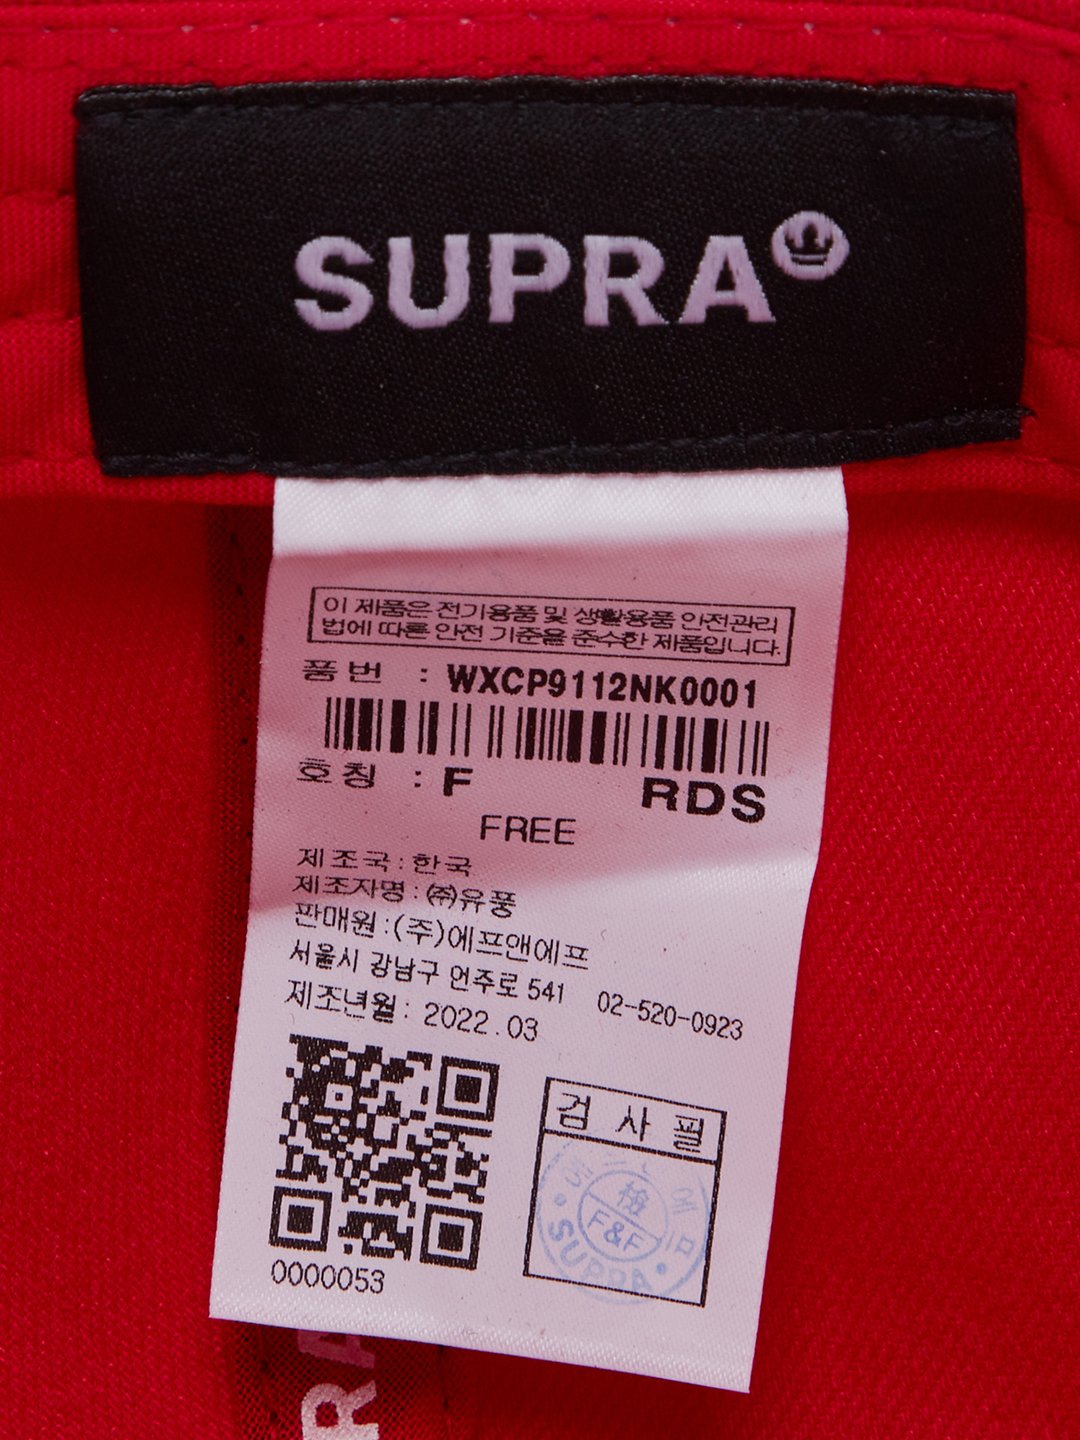 SUPRA
이 제품은 전기용품 및 생활용품 안전관리
법에 따른 안전 기준을 준수한 제품입니다.
품번 : WXCP9112NK0001
호칭 : F RDS
FREE
제조국 : 한국
제조자명 : ㈜유풍
판매원 : (주)에프앤에프
서울시 강남구 언주로 541 02-520-0923
제조년월 : 2022.03
0000053
검사필
檢
F&F
SUPRA
RA